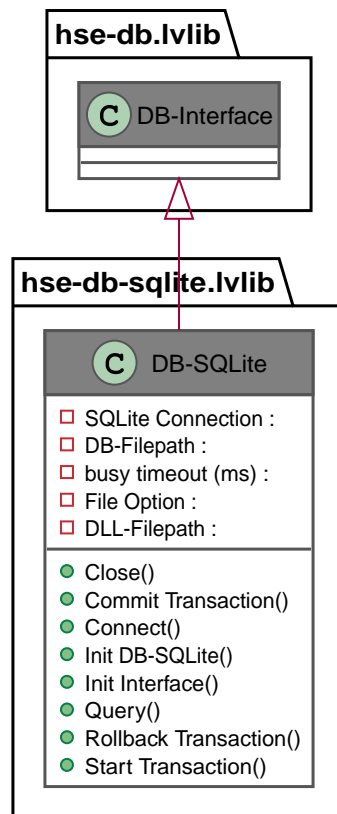 hse-db.lvlib
C DB-Interface
hse-db-sqlite.lvlib
C DB-SQLite
SQLite Connection :
DB-Filepath :
busy timeout (ms) :
File Option :
DLL-Filepath :
Close()
Commit Transaction()
Connect()
Init DB-SQLite()
Init Interface()
Query()
Rollback Transaction()
Start Transaction()